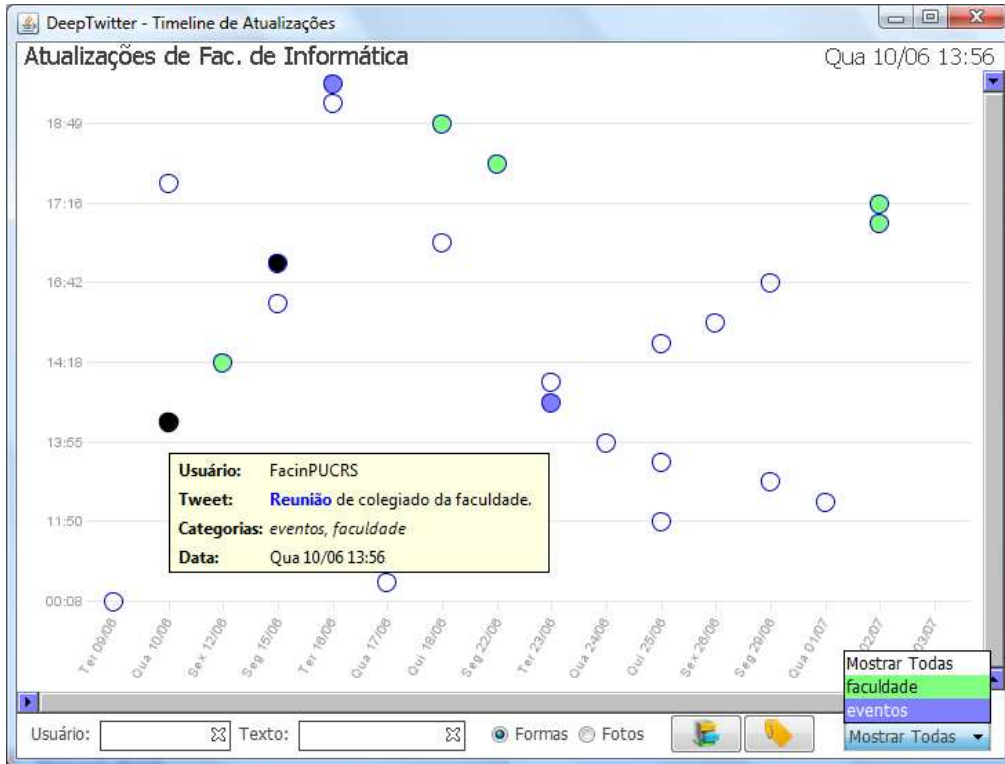 DeepTwitter - Timeline de Atualizações
Atualizações de Fac. de Informática
Qua 10/06 13:56
18:49
17:16
16:42
14:18
13:55
Usuário: FacinPUCRS
Tweet: Reunião de colegiado da faculdade.
Categorias: eventos, faculdade
Data: Qua 10/06 13:56
11:50
00:08
Ter 09/06
Qua 10/06
Sex 12/06
Seg 15/06
Ter 16/06
Qua 17/06
Qui 18/06
Seg 22/06
Ter 23/06
Qua 24/06
Qui 25/06
Sex 26/06
Seg 29/06
Qua 01/07
02/07
03/07
Mostrar Todas
faculdade
eventos
Usuário:
Texto:
Formas
Fotos
Mostrar Todas